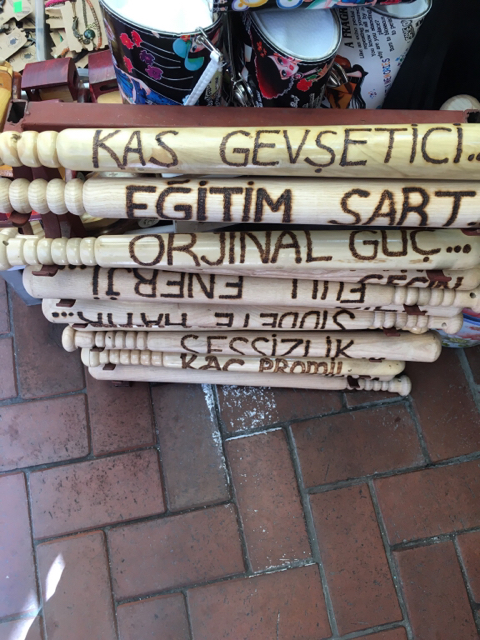 KAS GEVŞETİCİ...
EĞİTİM ŞART...
ORJİNAL GÜÇ...
FULL ENERJİ
ŞİDDETE HAYIR...
SESSİZLİK
KAÇ PROMİL